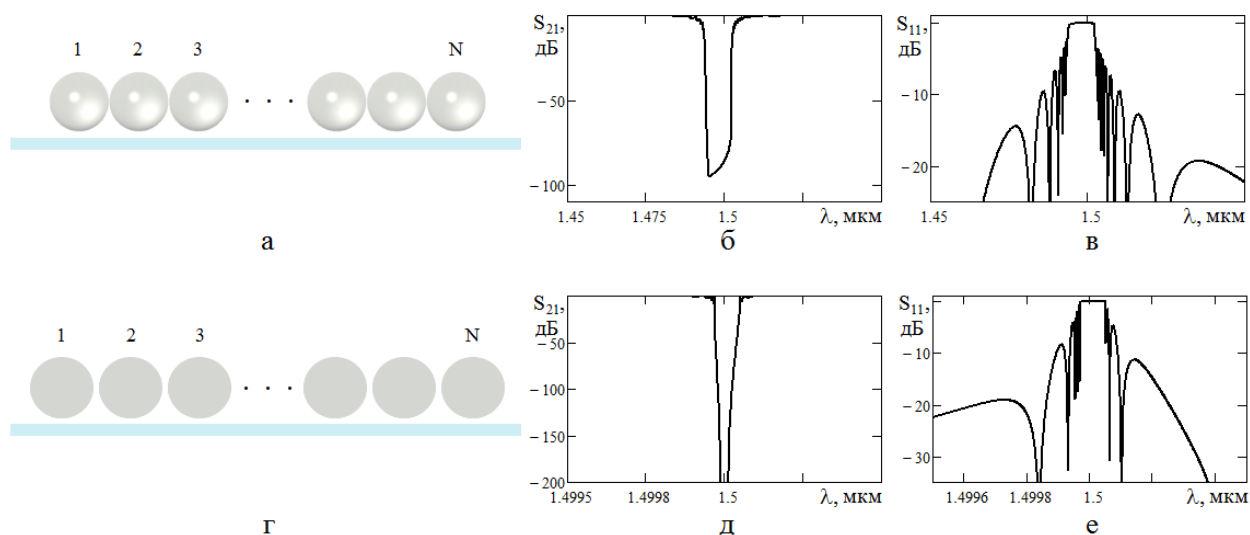 1 2 3 N
· · ·
а
S₂₁,
дБ
−50
−100
1.45 1.475 1.5 λ, мкм
б
S₁₁,
дБ
−10
−20
1.45 1.5 λ, мкм
в
1 2 3 N
· · ·
г
S₂₁,
дБ
−50
−100
−150
−200
1.4995 1.4998 1.5 λ, мкм
д
S₁₁,
дБ
−10
−20
−30
1.4996 1.4998 1.5 λ, мкм
е